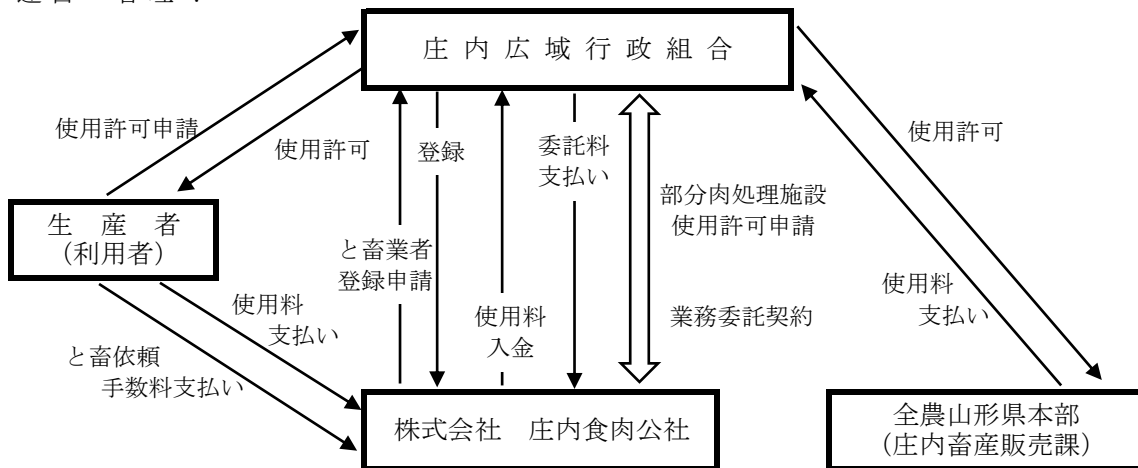 庄内広域行政組合
使用許可申請
使用許可
登録
委託料
支払い
使用許可
部分肉処理施設
使用許可申請
生産者
(利用者)
と畜業者
登録申請
使用料
支払い
使用料
入金
業務委託契約
使用料
支払い
と畜依頼
手数料支払い
株式会社 庄内食肉公社
全農山形県本部
(庄内畜産販売課)